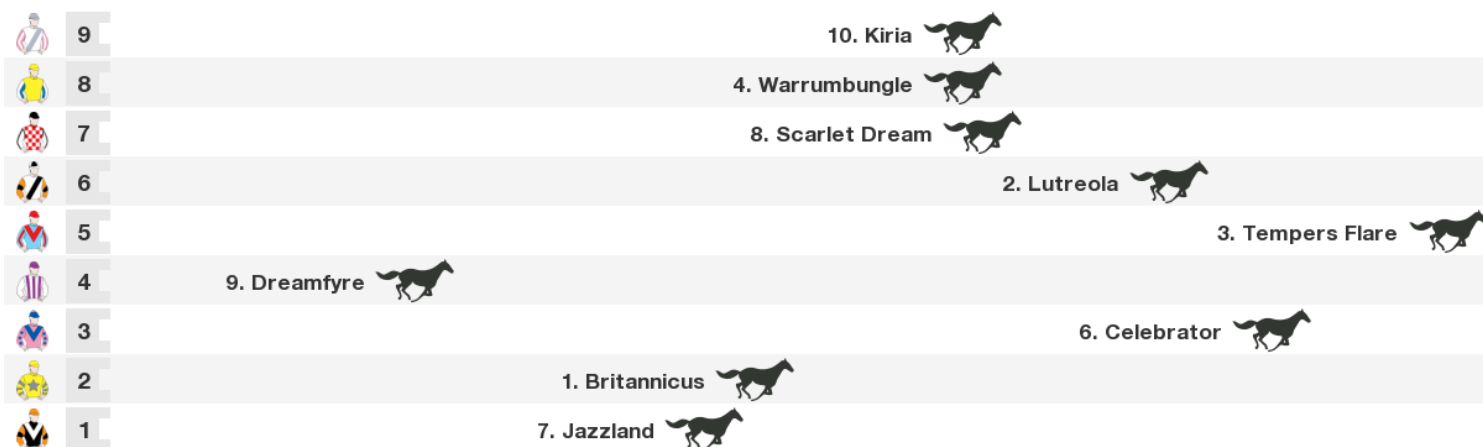 9 10. Kiria
8 4. Warrumbungle
7 8. Scarlet Dream
6 2. Lutreola
5 3. Tempers Flare
4 9. Dreamfyre
3 6. Celebrator
2 1. Britannicus
1 7. Jazzland